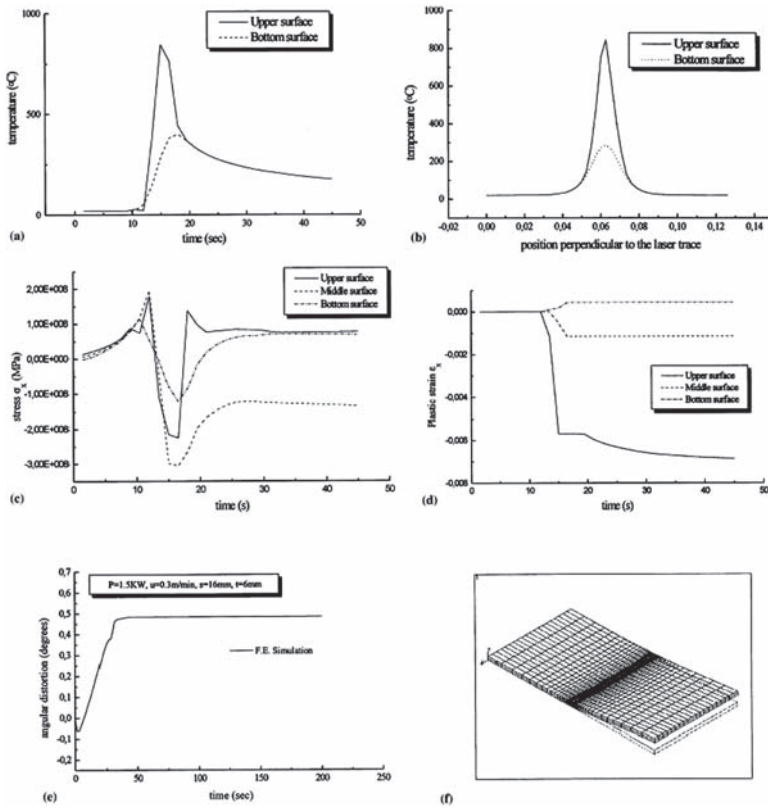 1000
750
500
250
0
temperature (ºC)
Upper surface
Bottom surface
0 10 20 30 40 50
time (sec)
(a)
1000
800
600
400
200
0
temperature (ºC)
Upper surface
Bottom surface
-0,02 0,00 0,02 0,04 0,06 0,08 0,10 0,12 0,14
position perpendicular to the laser trace
(b)
2,00E+008
1,00E+008
0,00E+000
-1,00E+008
-2,00E+008
-3,00E+008
stress σx (MPa)
Upper surface
Middle surface
Bottom surface
0 10 20 30 40 50
time (s)
(c)
0,000
-0,002
-0,004
-0,006
-0,008
Plastic strain εx
Upper surface
Middle surface
Bottom surface
0 10 20 30 40 50
time (s)
(d)
0,7
0,6
0,5
0,4
0,3
0,2
0,1
0,0
-0,1
-0,2
angular distortion (degrees)
P=1.5KW, u=0.3m/min, s=16mm, t=6mm
F.E. Simulation
0 50 100 150 200 250
time (sec)
(e)
(f)